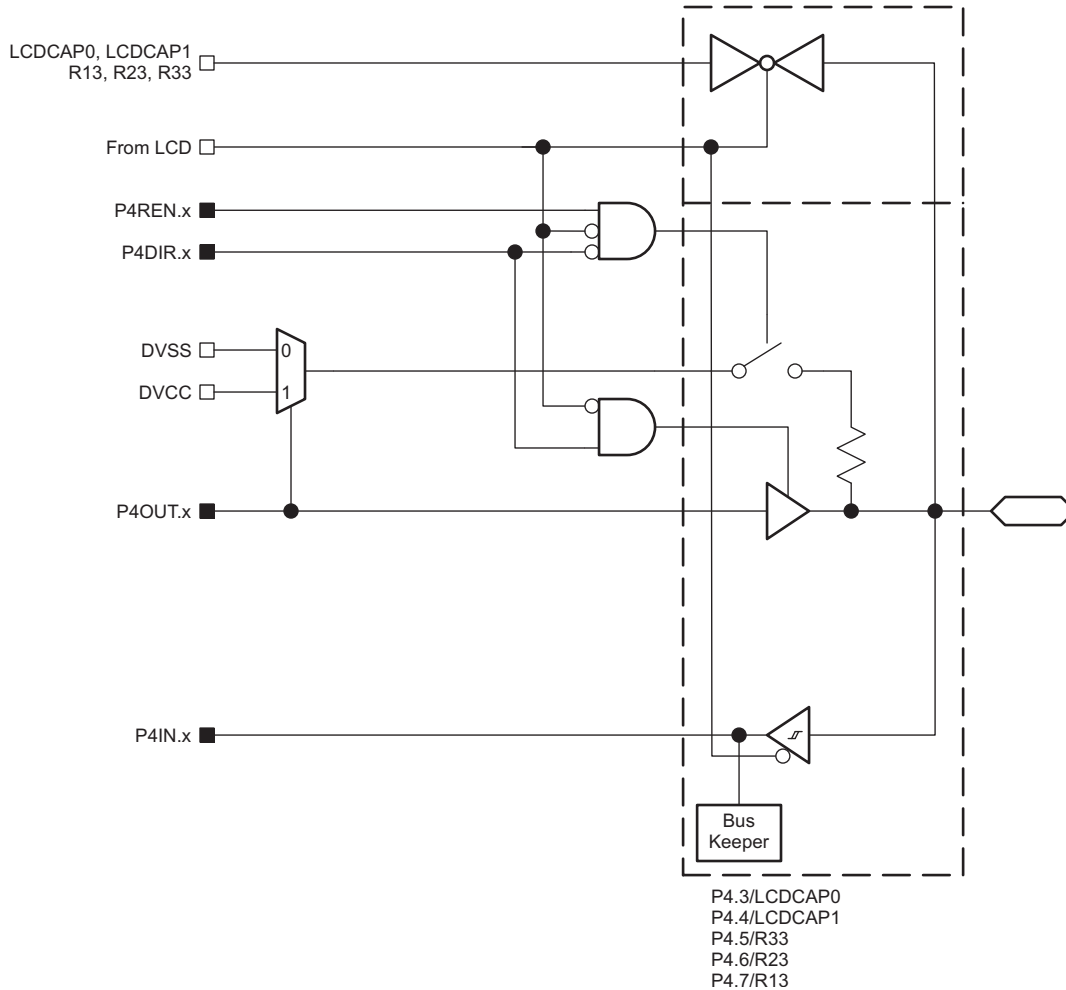 LCDCAP0, LCDCAP1
R13, R23, R33
From LCD
P4REN.x
P4DIR.x
DVSS
0
DVCC
1
P4OUT.x
P4IN.x
Bus
Keeper
P4.3/LCDCAP0
P4.4/LCDCAP1
P4.5/R33
P4.6/R23
P4.7/R13